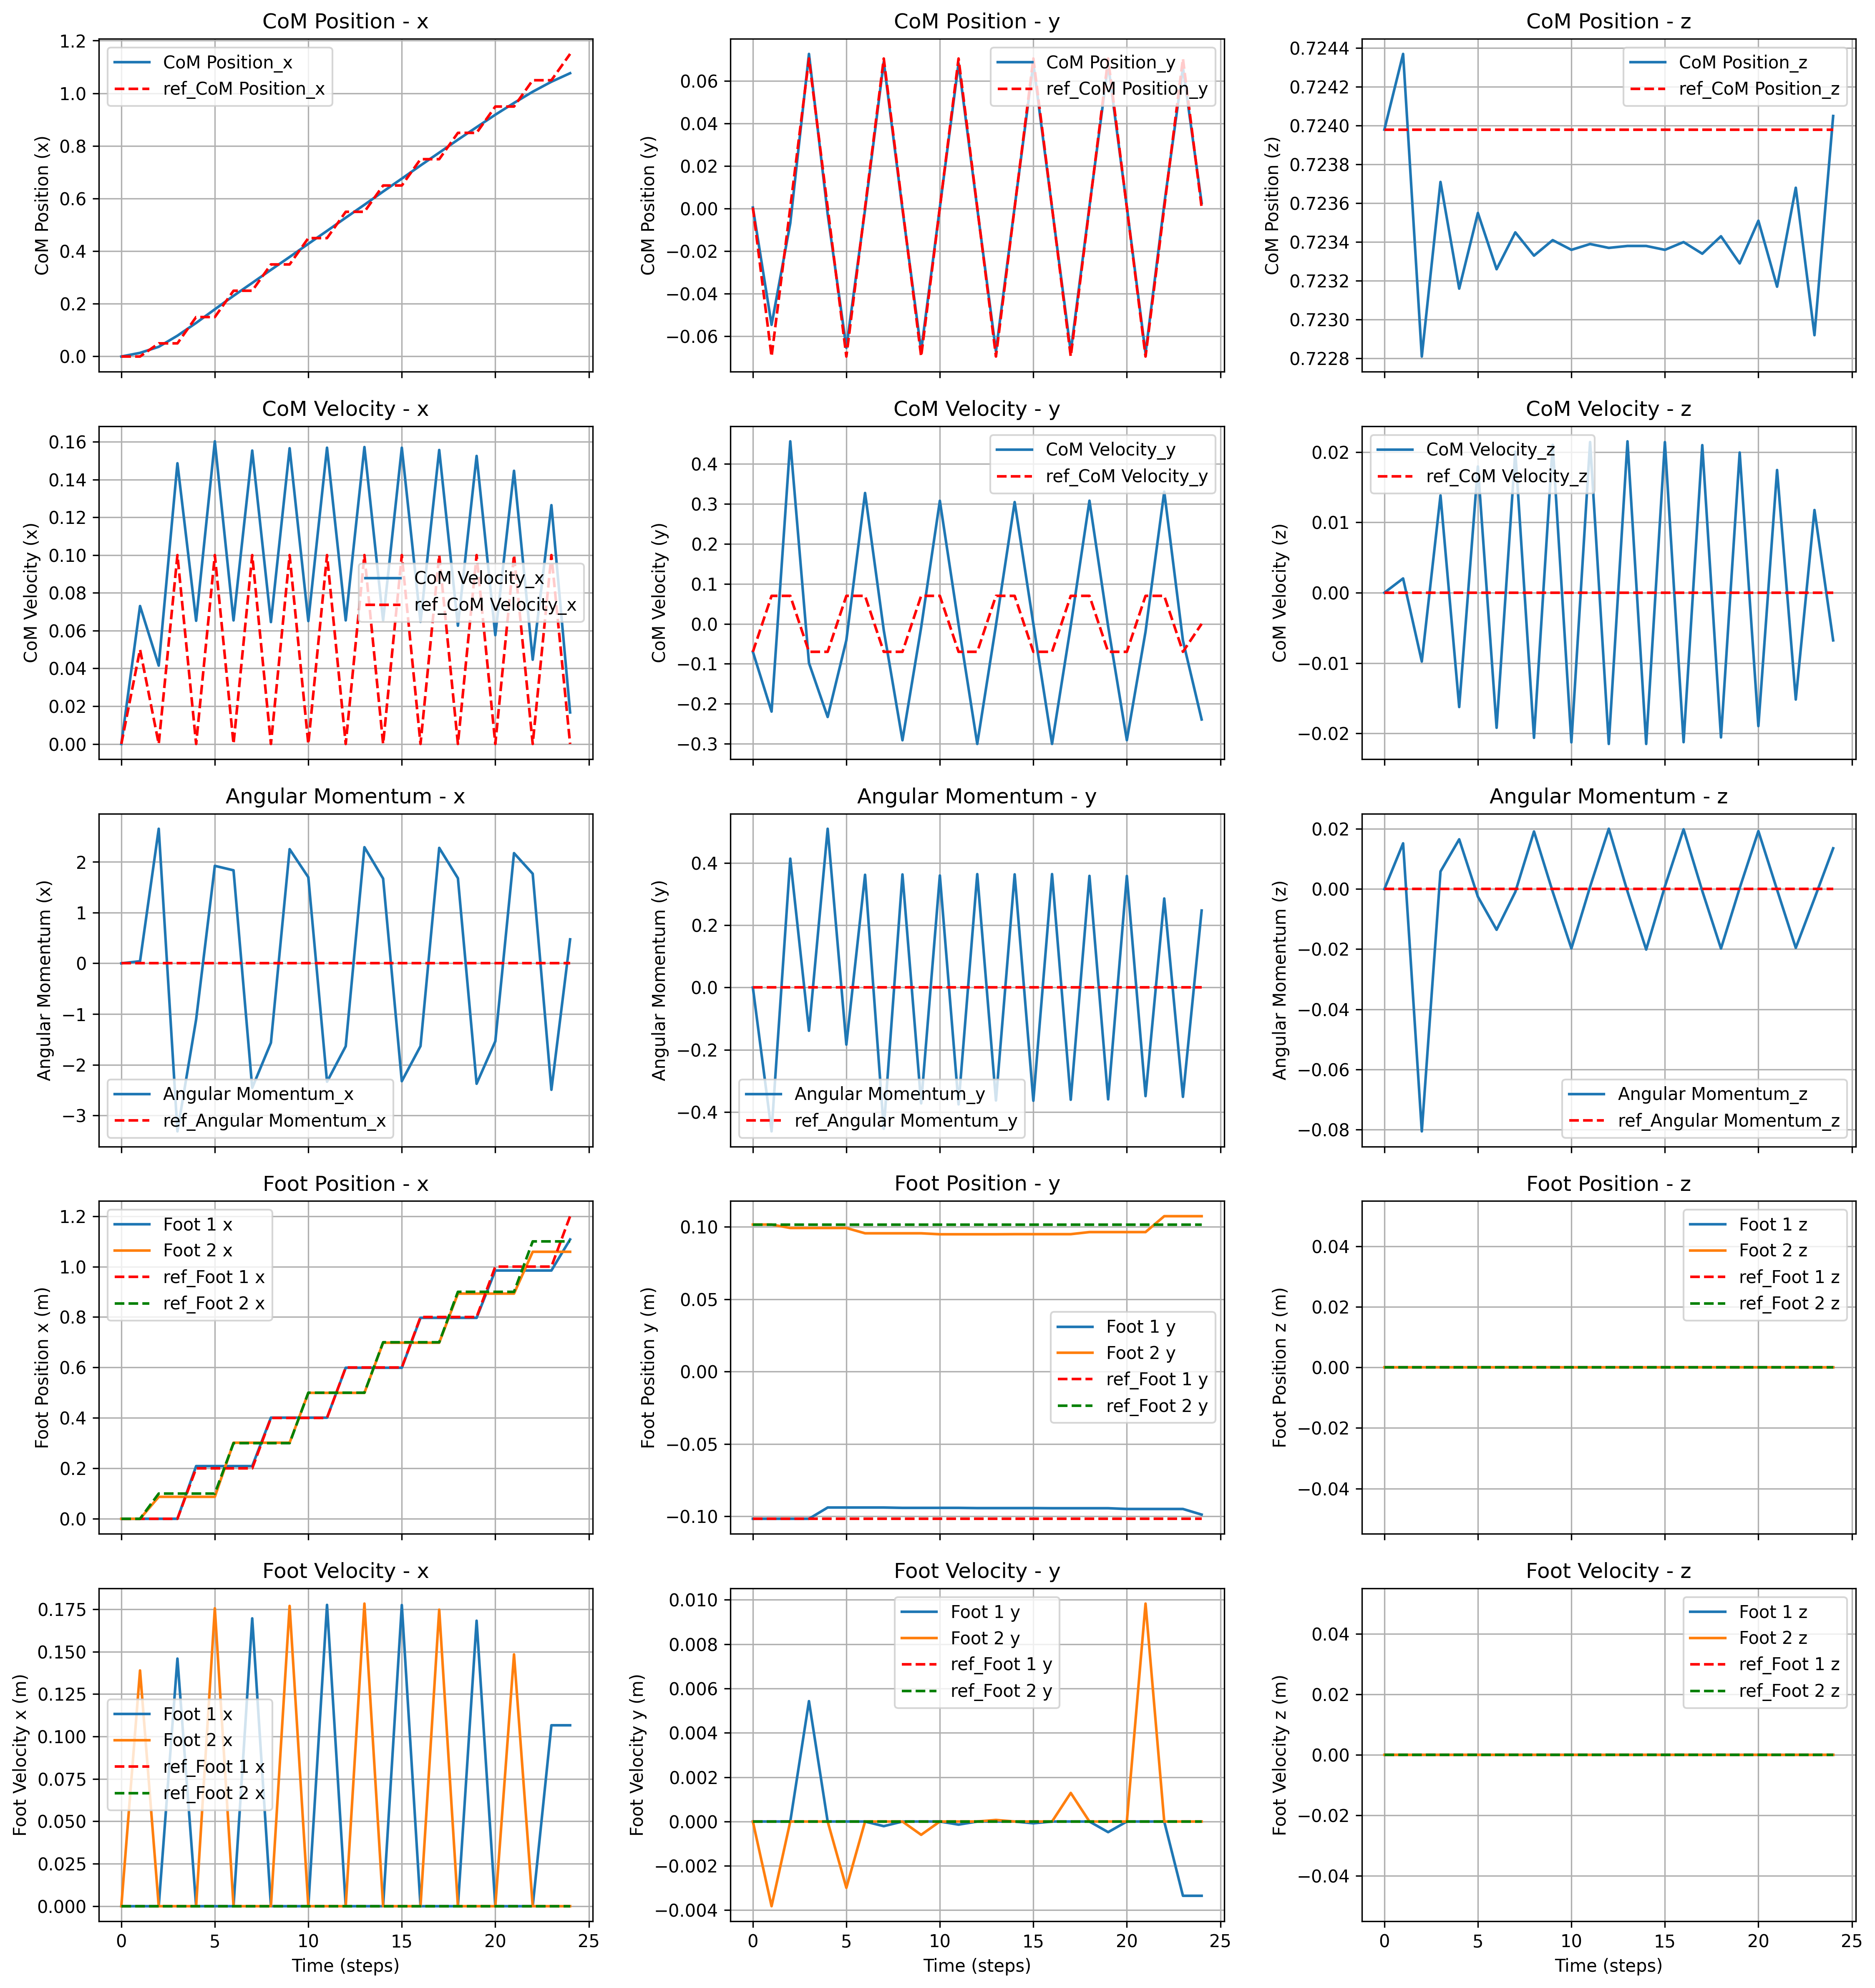 CoM Position - x
CoM Position (x)
1.2
1.0
0.8
0.6
0.4
0.2
0.0
CoM Position_x
ref_CoM Position_x
CoM Position - y
CoM Position (y)
0.06
0.04
0.02
0.00
−0.02
−0.04
−0.06
CoM Position_y
ref_CoM Position_y
CoM Position - z
CoM Position (z)
0.7244
0.7242
0.7240
0.7238
0.7236
0.7234
0.7232
0.7230
0.7228
CoM Position_z
ref_CoM Position_z
CoM Velocity - x
CoM Velocity (x)
0.16
0.14
0.12
0.10
0.08
0.06
0.04
0.02
0.00
CoM Velocity_x
ref_CoM Velocity_x
CoM Velocity - y
CoM Velocity (y)
0.4
0.3
0.2
0.1
0.0
−0.1
−0.2
−0.3
CoM Velocity_y
ref_CoM Velocity_y
CoM Velocity - z
CoM Velocity (z)
0.02
0.01
0.00
−0.01
−0.02
CoM Velocity_z
ref_CoM Velocity_z
Angular Momentum - x
Angular Momentum (x)
2
1
0
−1
−2
−3
Angular Momentum_x
ref_Angular Momentum_x
Angular Momentum - y
Angular Momentum (y)
0.4
0.2
0.0
−0.2
−0.4
Angular Momentum_y
ref_Angular Momentum_y
Angular Momentum - z
Angular Momentum (z)
0.02
0.00
−0.02
−0.04
−0.06
−0.08
Angular Momentum_z
ref_Angular Momentum_z
Foot Position - x
Foot Position x (m)
1.2
1.0
0.8
0.6
0.4
0.2
0.0
Foot 1 x
Foot 2 x
ref_Foot 1 x
ref_Foot 2 x
Foot Position - y
Foot Position y (m)
0.10
0.05
0.00
−0.05
−0.10
Foot 1 y
Foot 2 y
ref_Foot 1 y
ref_Foot 2 y
Foot Position - z
Foot Position z (m)
0.04
0.02
0.00
−0.02
−0.04
Foot 1 z
Foot 2 z
ref_Foot 1 z
ref_Foot 2 z
Foot Velocity - x
Foot Velocity x (m)
0.175
0.150
0.125
0.100
0.075
0.050
0.025
0.000
Foot 1 x
Foot 2 x
ref_Foot 1 x
ref_Foot 2 x
0 5 10 15 20 25
Time (steps)
Foot Velocity - y
Foot Velocity y (m)
0.010
0.008
0.006
0.004
0.002
0.000
−0.002
−0.004
Foot 1 y
Foot 2 y
ref_Foot 1 y
ref_Foot 2 y
0 5 10 15 20 25
Time (steps)
Foot Velocity - z
Foot Velocity z (m)
0.04
0.02
0.00
−0.02
−0.04
Foot 1 z
Foot 2 z
ref_Foot 1 z
ref_Foot 2 z
0 5 10 15 20 25
Time (steps)